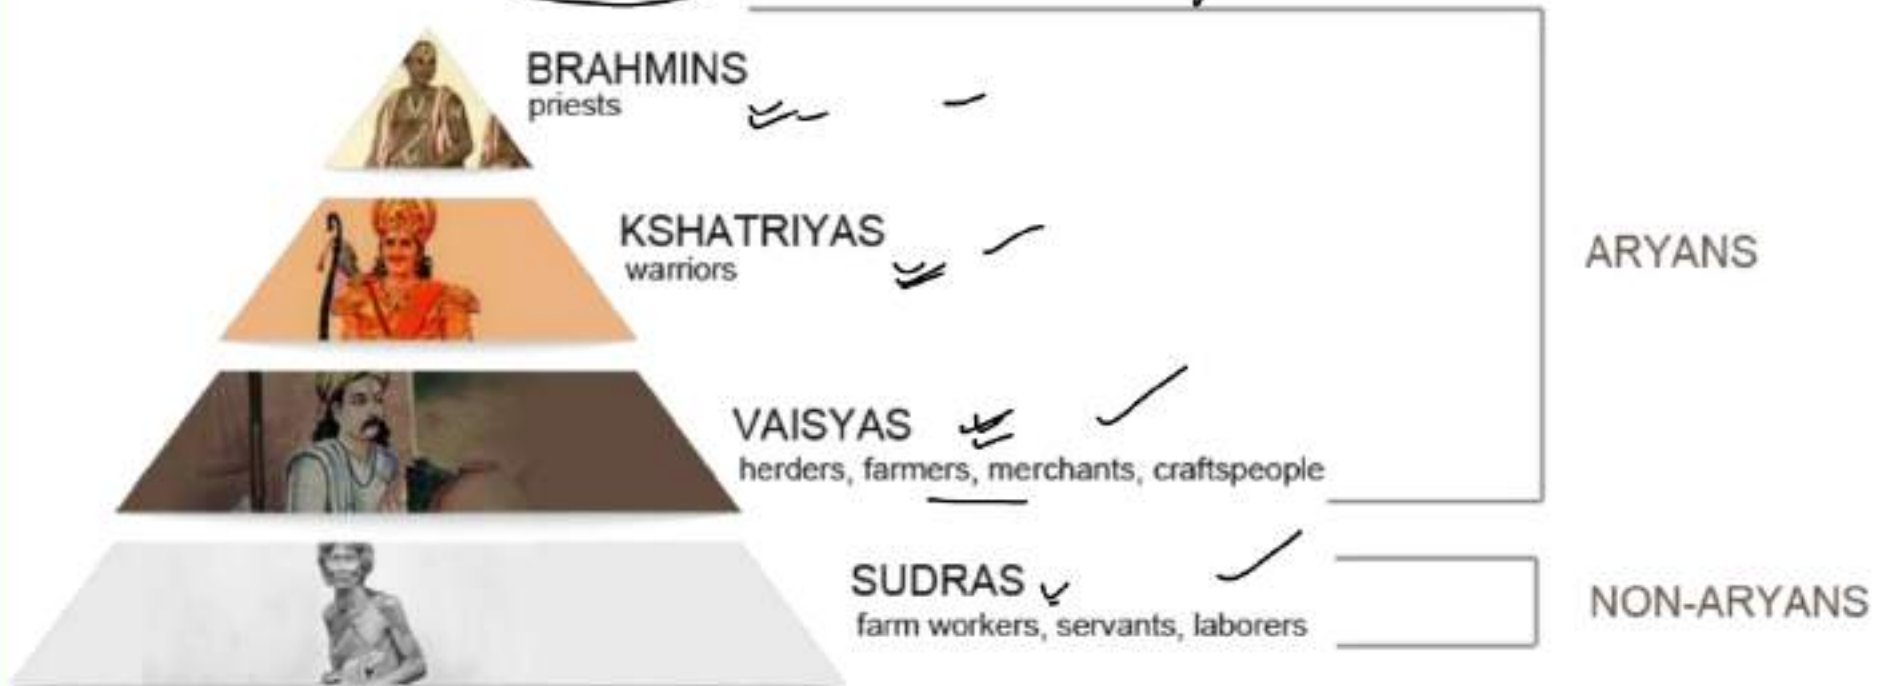 BRAHMINS
priests
KSHATRIYAS
warriors
ARYANS
VAISYAS
herders, farmers, merchants, craftspeople
SUDRAS
farm workers, servants, laborers
NON-ARYANS